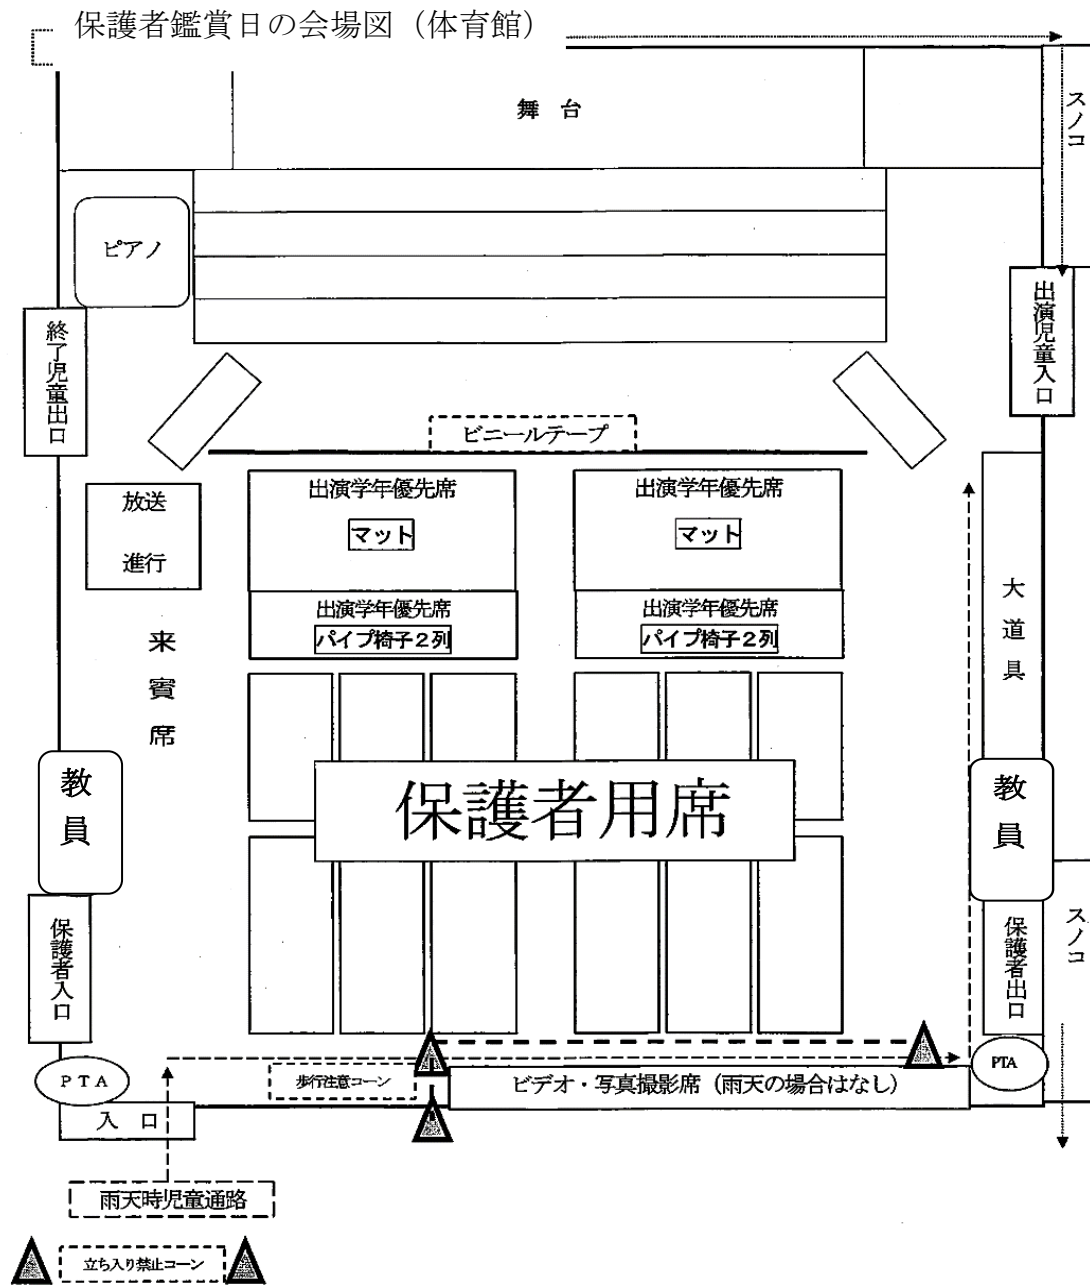 保護者鑑賞日の会場図（体育館）
舞　台
スノコ
ピアノ
出演児童入口
終了児童出口
ビニールテープ
放送
進行
出演学年優先席
マット
出演学年優先席
パイプ椅子２列
出演学年優先席
マット
出演学年優先席
パイプ椅子２列
大道具
来賓席
教員
保護者用席
教員
保護者入口
保護者出口
スノコ
ＰＴＡ
歩行注意コーン
ビデオ・写真撮影席（雨天の場合はなし）
PTA
入　口
雨天時児童通路
立ち入り禁止コーン